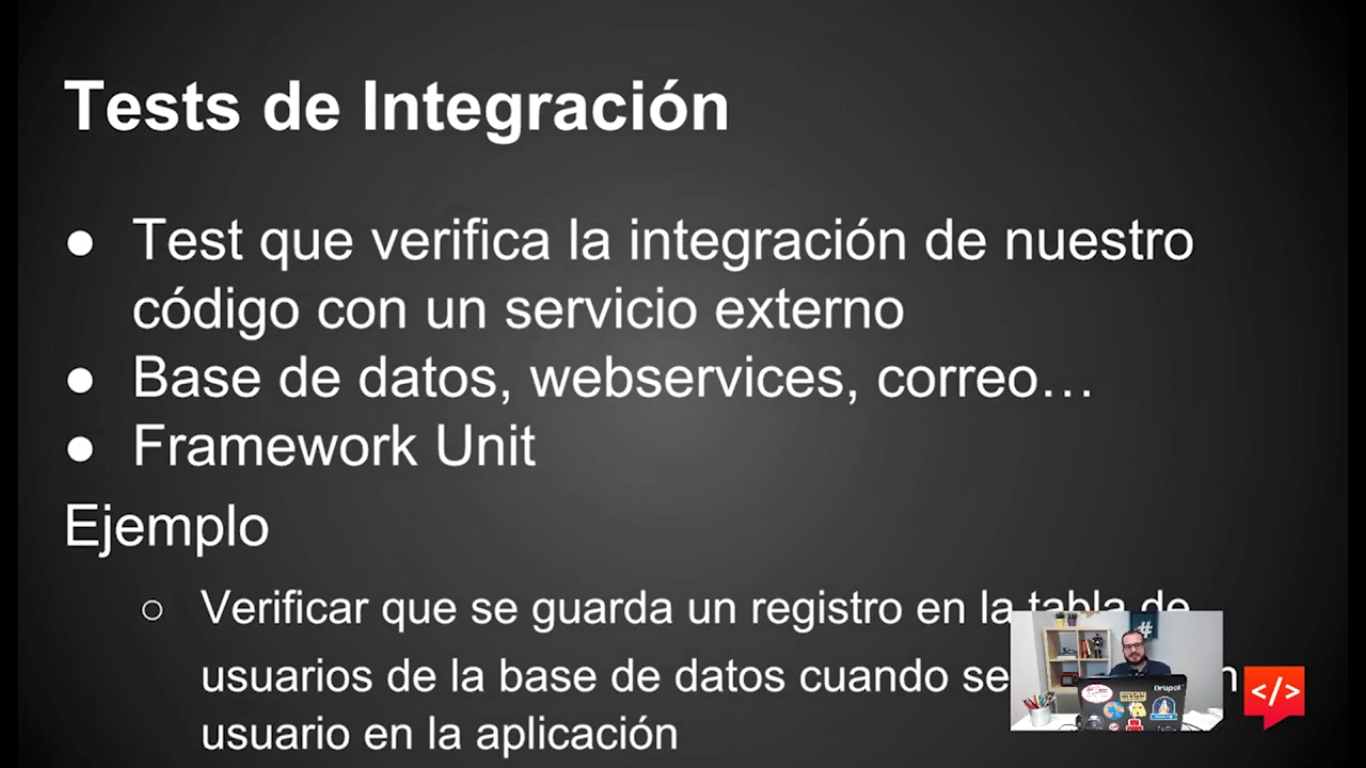 Tests de Integración
● Test que verifica la integración de nuestro
código con un servicio externo
● Base de datos, webservices, correo…
● Framework Unit
Ejemplo
○ Verificar que se guarda un registro en la tabla de
usuarios de la base de datos cuando se
usuario en la aplicación
#
Drupal
</>